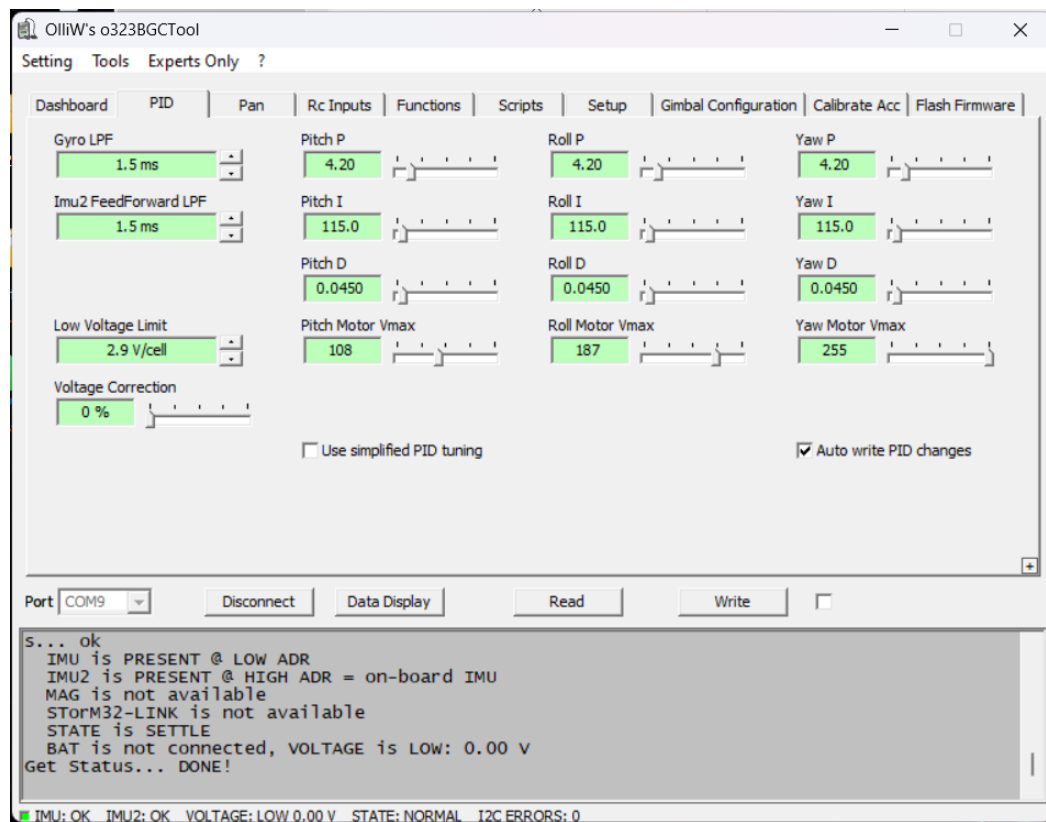 OlliW's o323BGCTool
Setting Tools Experts Only ?
Dashboard PID Pan Rc Inputs Functions Scripts Setup Gimbal Configuration Calibrate Acc Flash Firmware
Gyro LPF Pitch P Roll P Yaw P
1.5 ms 4.20 4.20 4.20
Imu2 FeedForward LPF Pitch I Roll I Yaw I
1.5 ms 115.0 115.0 115.0
Pitch D Roll D Yaw D
0.0450 0.0450 0.0450
Low Voltage Limit Pitch Motor Vmax Roll Motor Vmax Yaw Motor Vmax
2.9 V/cell 108 187 255
Voltage Correction
0 %
Use simplified PID tuning Auto write PID changes
Port COM9 Disconnect Data Display Read Write
s... ok
IMU is PRESENT @ LOW ADR
IMU2 is PRESENT @ HIGH ADR = on-board IMU
MAG is not available
STorM32-LINK is not available
STATE is SETTLE
BAT is not connected, VOLTAGE is LOW: 0.00 V
Get Status... DONE!
IMU: OK IMU2: OK VOLTAGE: LOW 0.00 V STATE: NORMAL I2C ERRORS: 0